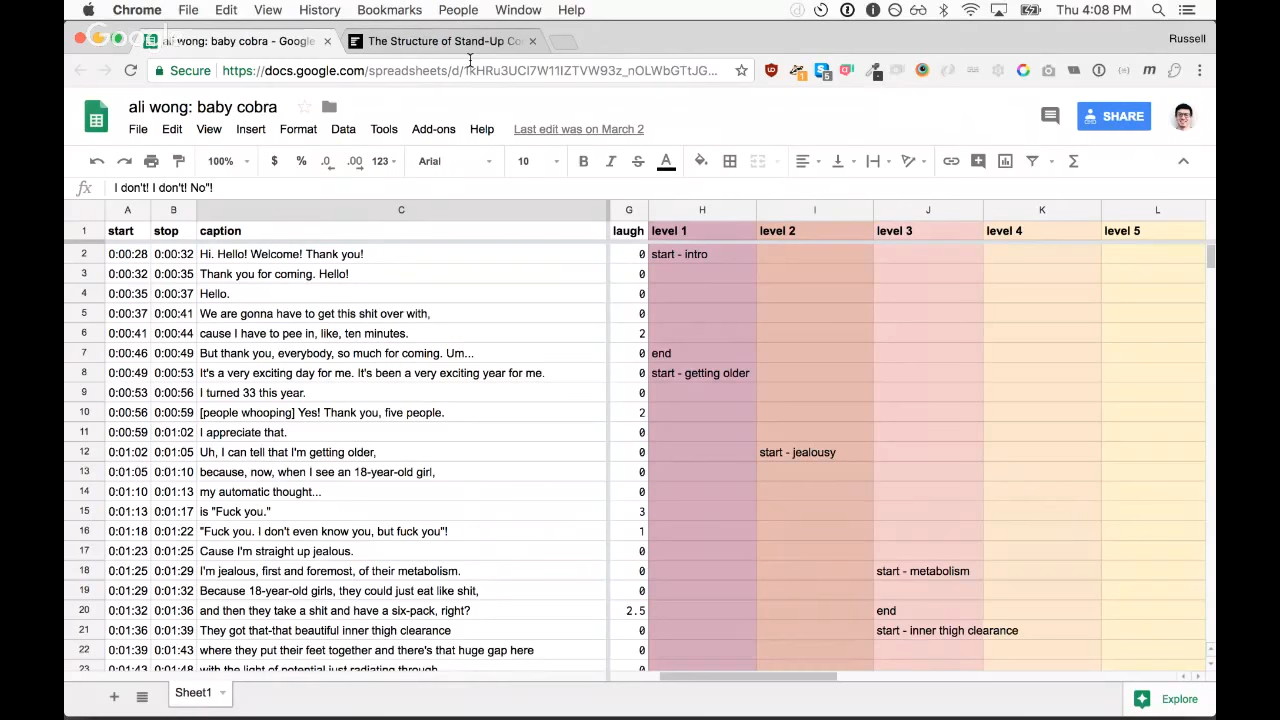 Chrome File Edit View History Bookmarks People Window Help Thu 4:08 PM
Google
ali wong: baby cobra - Google × The Structure of Stand-Up Co × Russell
Secure https://docs.google.com/spreadsheets/d/1kHRu3UCl7W11IZTVW93z_nOLWbGTtJG...
ali wong: baby cobra
File Edit View Insert Format Data Tools Add-ons Help Last edit was on March 2 SHARE
100% $ % .0 .00 123 Arial 10 B I S A
fx I don't! I don't! No"!
A B C G H I J K L
1 start stop caption laugh level 1 level 2 level 3 level 4 level 5
2 0:00:28 0:00:32 Hi. Hello! Welcome! Thank you! 0 start - intro
3 0:00:32 0:00:35 Thank you for coming. Hello! 0
4 0:00:35 0:00:37 Hello. 0
5 0:00:37 0:00:41 We are gonna have to get this shit over with, 0
6 0:00:41 0:00:44 cause I have to pee in, like, ten minutes. 2
7 0:00:46 0:00:49 But thank you, everybody, so much for coming. Um... 0 end
8 0:00:49 0:00:53 It's a very exciting day for me. It's been a very exciting year for me. 0 start - getting older
9 0:00:53 0:00:56 I turned 33 this year. 0
10 0:00:56 0:00:59 [people whooping] Yes! Thank you, five people. 2
11 0:00:59 0:01:02 I appreciate that. 0
12 0:01:02 0:01:05 Uh, I can tell that I'm getting older, 0 start - jealousy
13 0:01:05 0:01:10 because, now, when I see an 18-year-old girl, 0
14 0:01:10 0:01:13 my automatic thought... 0
15 0:01:13 0:01:17 is "Fuck you." 3
16 0:01:18 0:01:22 "Fuck you. I don't even know you, but fuck you"! 1
17 0:01:23 0:01:25 Cause I'm straight up jealous. 0
18 0:01:25 0:01:29 I'm jealous, first and foremost, of their metabolism. 0 start - metabolism
19 0:01:29 0:01:32 Because 18-year-old girls, they could just eat like shit, 0
20 0:01:32 0:01:36 and then they take a shit and have a six-pack, right? 2.5 end
21 0:01:36 0:01:39 They got that-that beautiful inner thigh clearance 0 start - inner thigh clearance
22 0:01:39 0:01:43 where they put their feet together and there's that huge gap here 0
23 0:01:43 0:01:48 with the light of potential just radiating through. 0
Sheet1 Explore